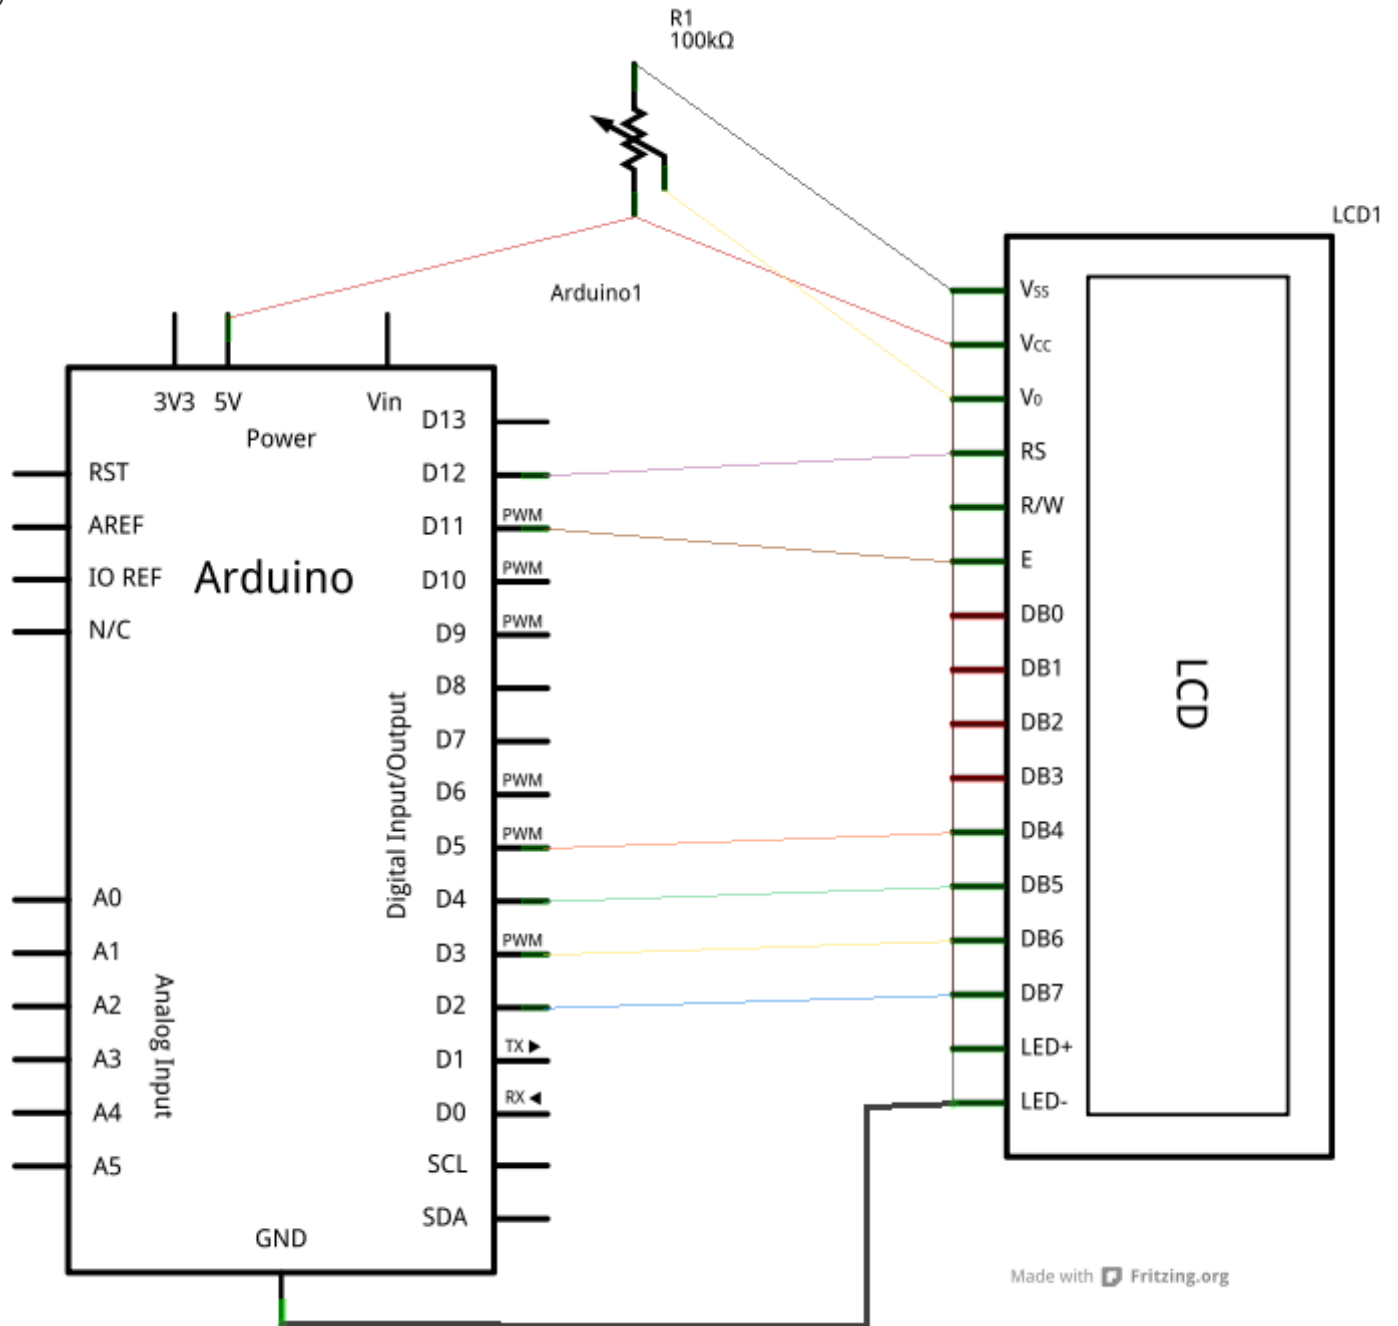 R1
100kΩ
LCD1
Arduino1
3V3 5V Vin
Power
RST
AREF
IO REF
N/C
Arduino
A0
A1
A2
A3
A4
A5
Analog Input
Digital Input/Output
D13
D12
D11 PWM
D10 PWM
D9 PWM
D8
D7
D6 PWM
D5 PWM
D4
D3 PWM
D2
D1 TX ▶
D0 RX ◀
SCL
SDA
GND
Vss
Vcc
V0
RS
R/W
E
DB0
DB1
DB2
DB3
DB4
DB5
DB6
DB7
LED+
LED-
LCD
Made with Fritzing.org